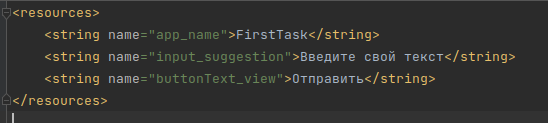 <resources>
    <string name="app_name">FirstTask</string>
    <string name="input_suggestion">Введите свой текст</string>
    <string name="buttonText_view">Отправить</string>
</resources>